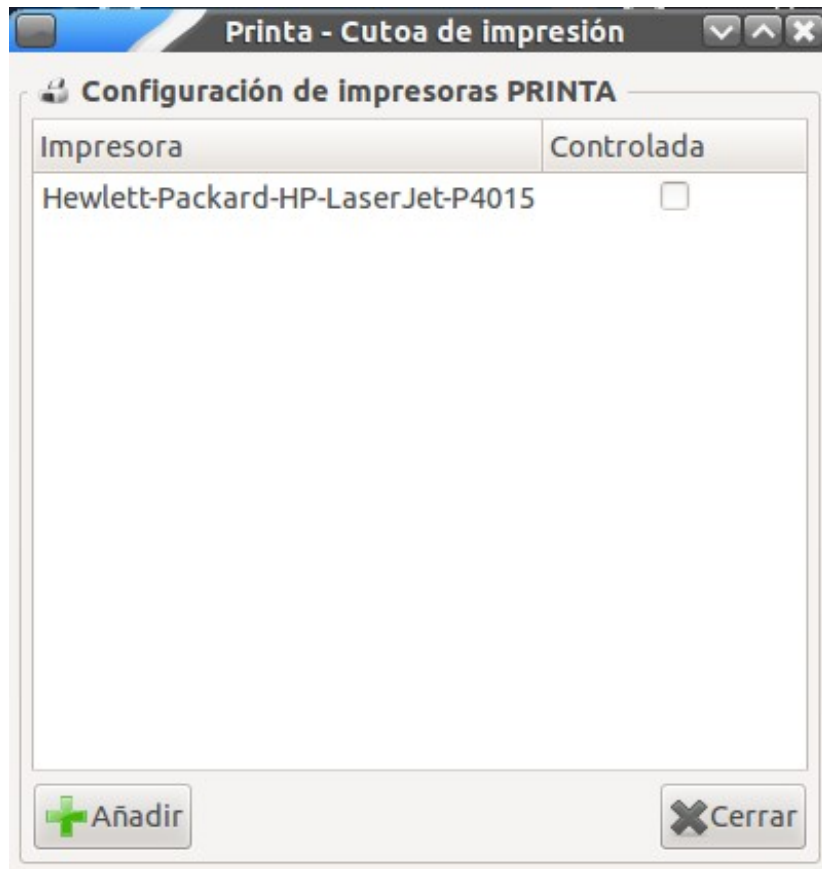 Printa - Cutoa de impresión
Configuración de impresoras PRINTA
Impresora Controlada
Hewlett-Packard-HP-LaserJet-P4015
Añadir Cerrar